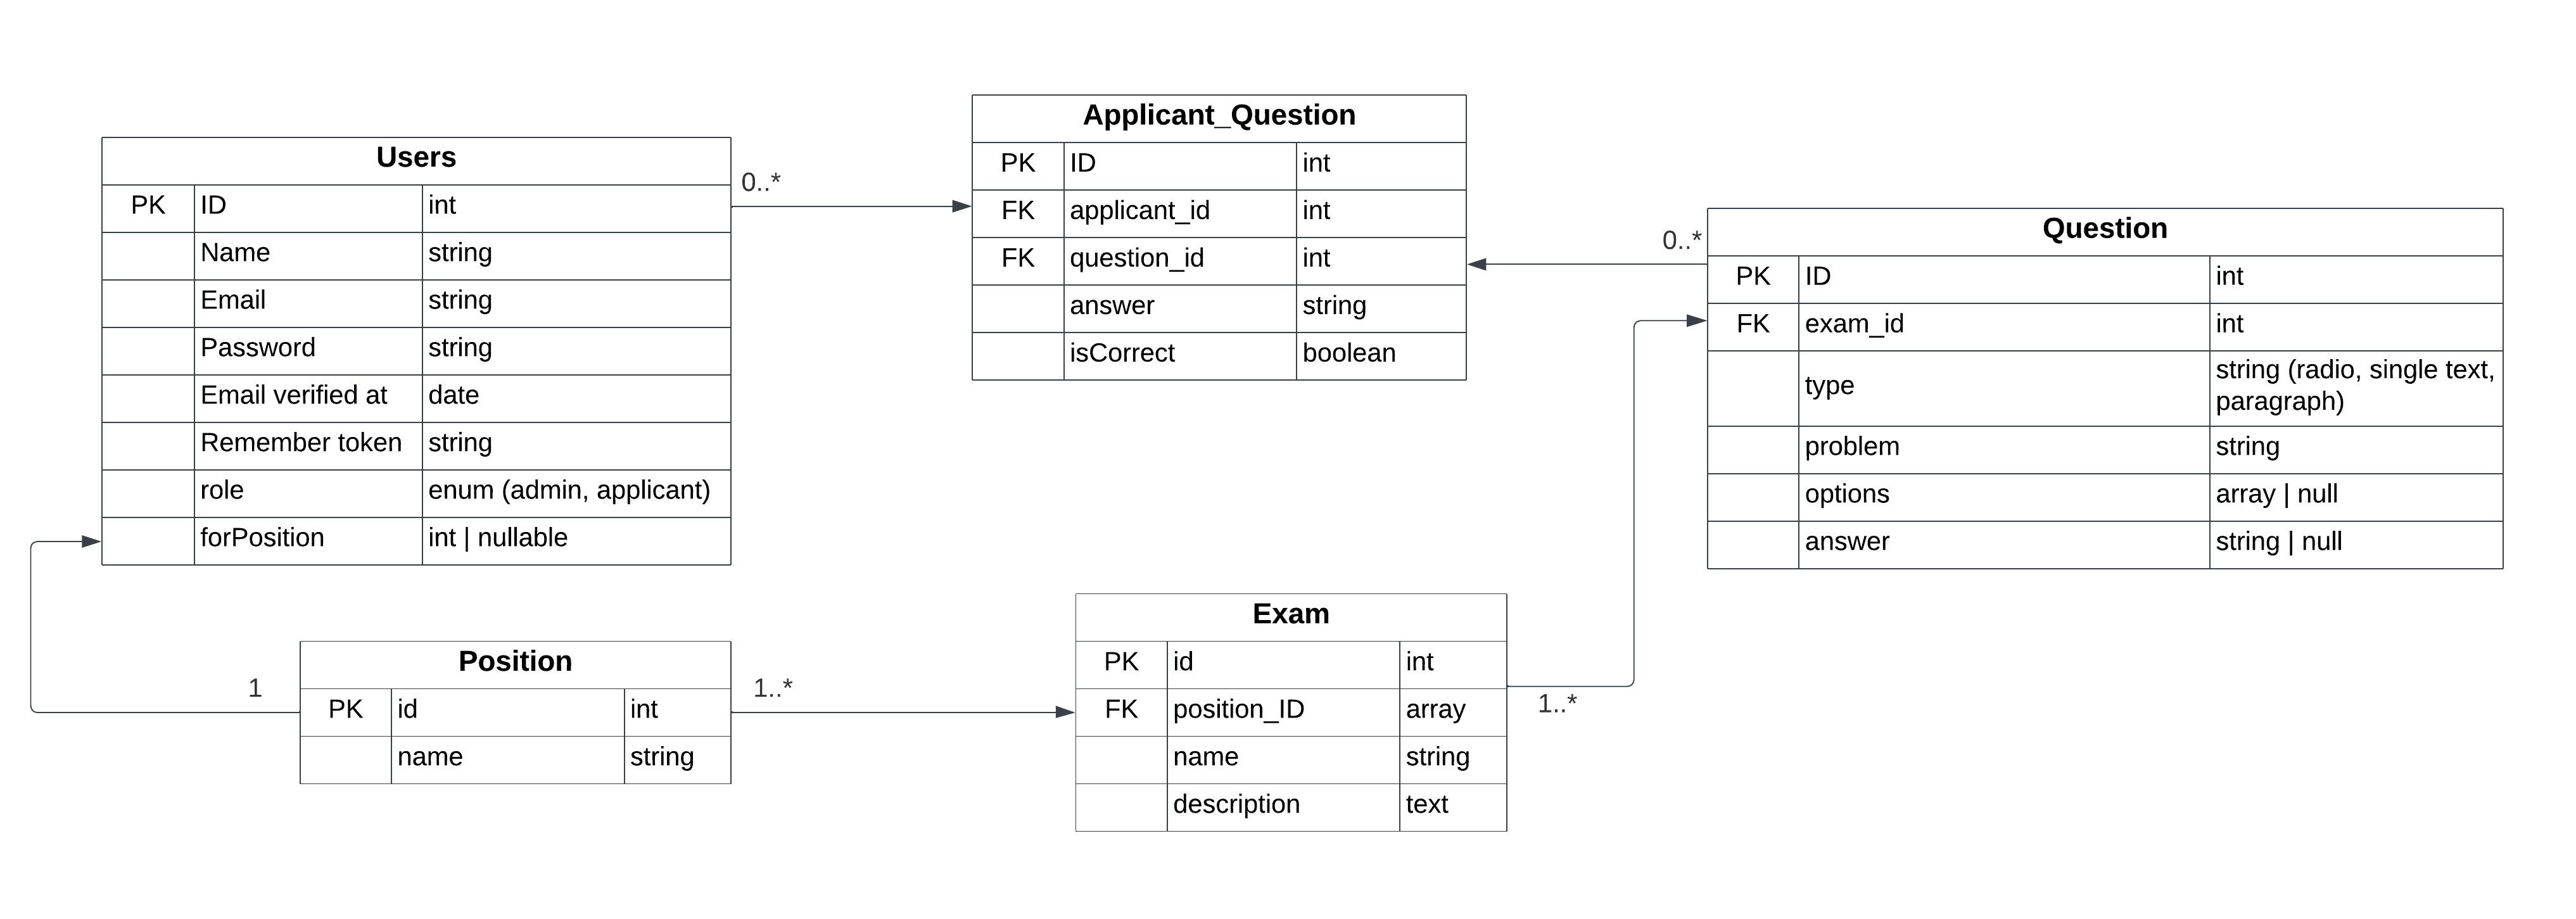 Users
PK ID int
Name string
Email string
Password string
Email verified at date
Remember token string
role enum (admin, applicant)
forPosition int | nullable
0..*
Applicant_Question
PK ID int
FK applicant_id int
FK question_id int
answer string
isCorrect boolean
0..*
Question
PK ID int
FK exam_id int
type string (radio, single text,
paragraph)
problem string
options array | null
answer string | null
1
Position
PK id int
name string
1..*
Exam
PK id int
FK position_ID array
name string
description text
1..*